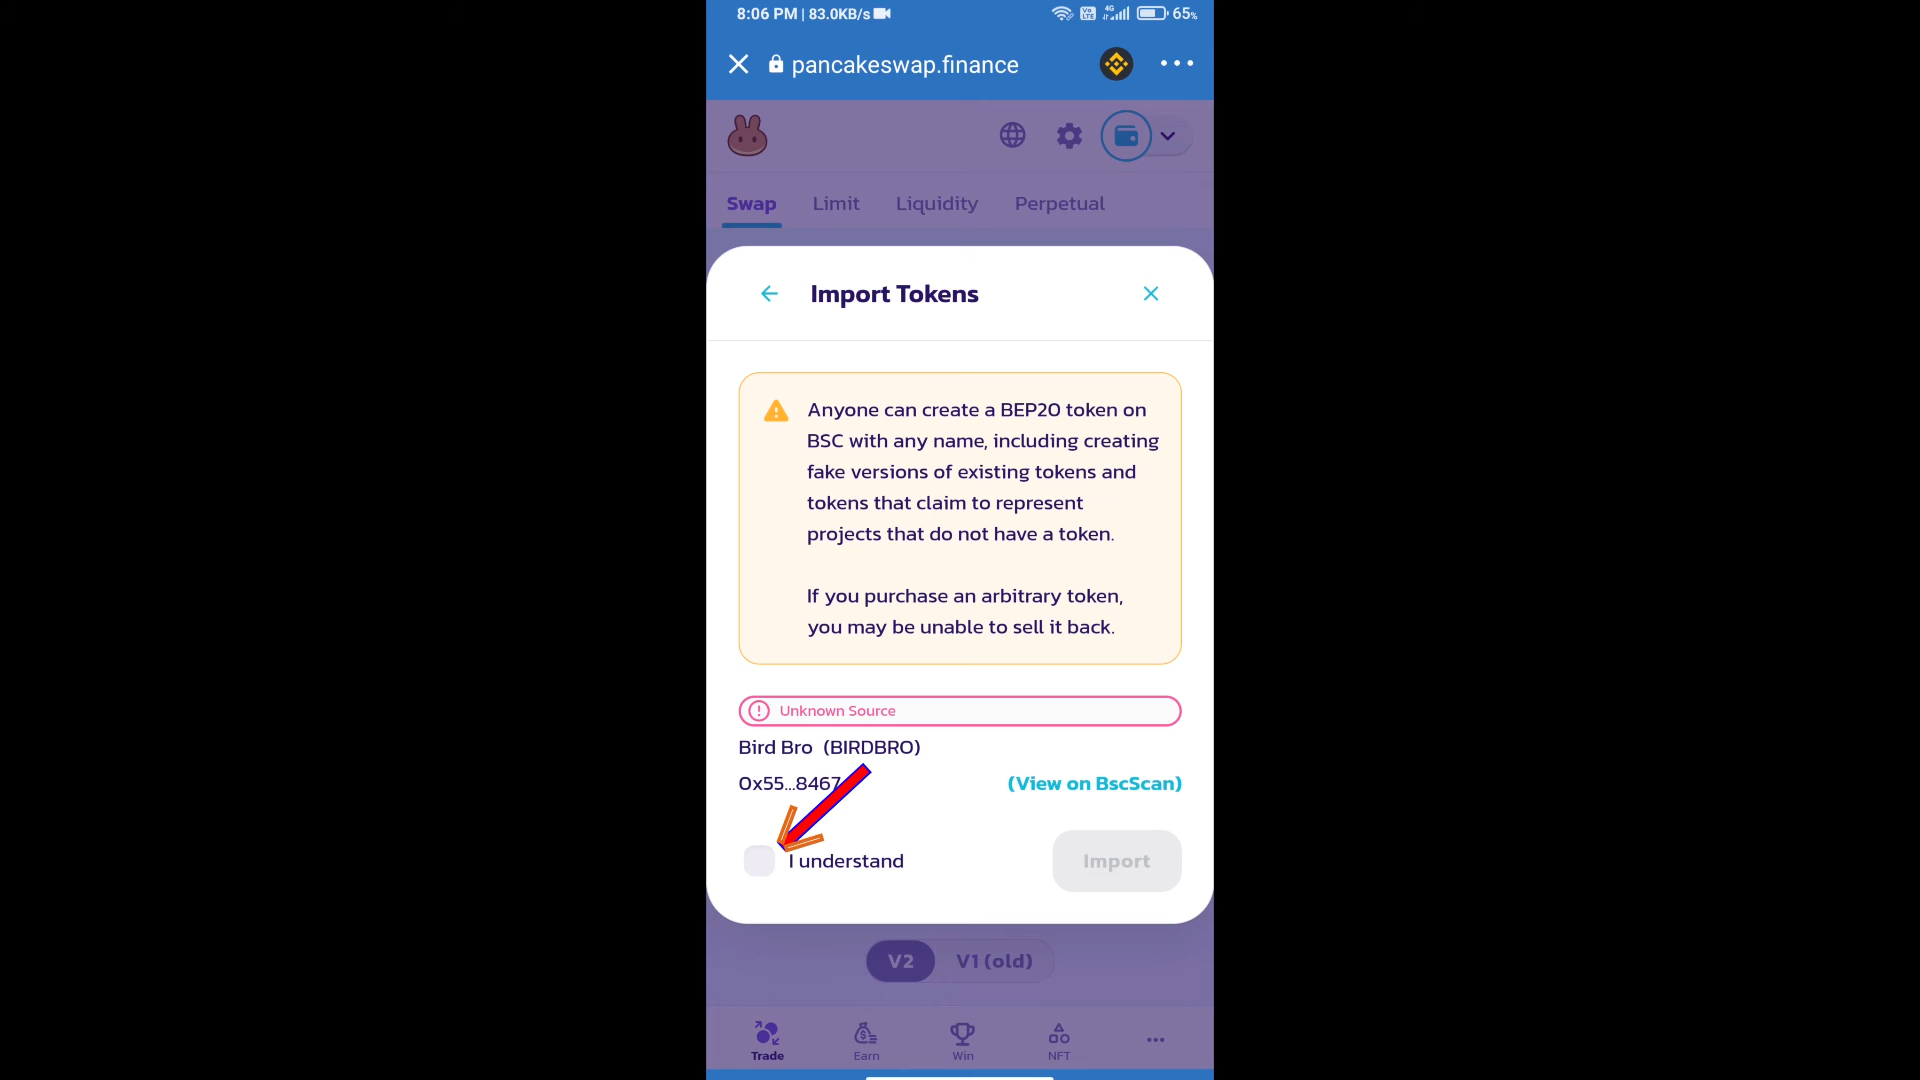 8:06 PM | 83.0KB/s
Vo LTE 4G 65%
pancakeswap.finance
Swap Limit Liquidity Perpetual
Import Tokens
Anyone can create a BEP20 token on
BSC with any name, including creating
fake versions of existing tokens and
tokens that claim to represent
projects that do not have a token.
If you purchase an arbitrary token,
you may be unable to sell it back.
Unknown Source
Bird Bro (BIRDBRO)
0x55...8467
(View on BscScan)
I understand
Import
V2 V1 (old)
Trade Earn Win NFT